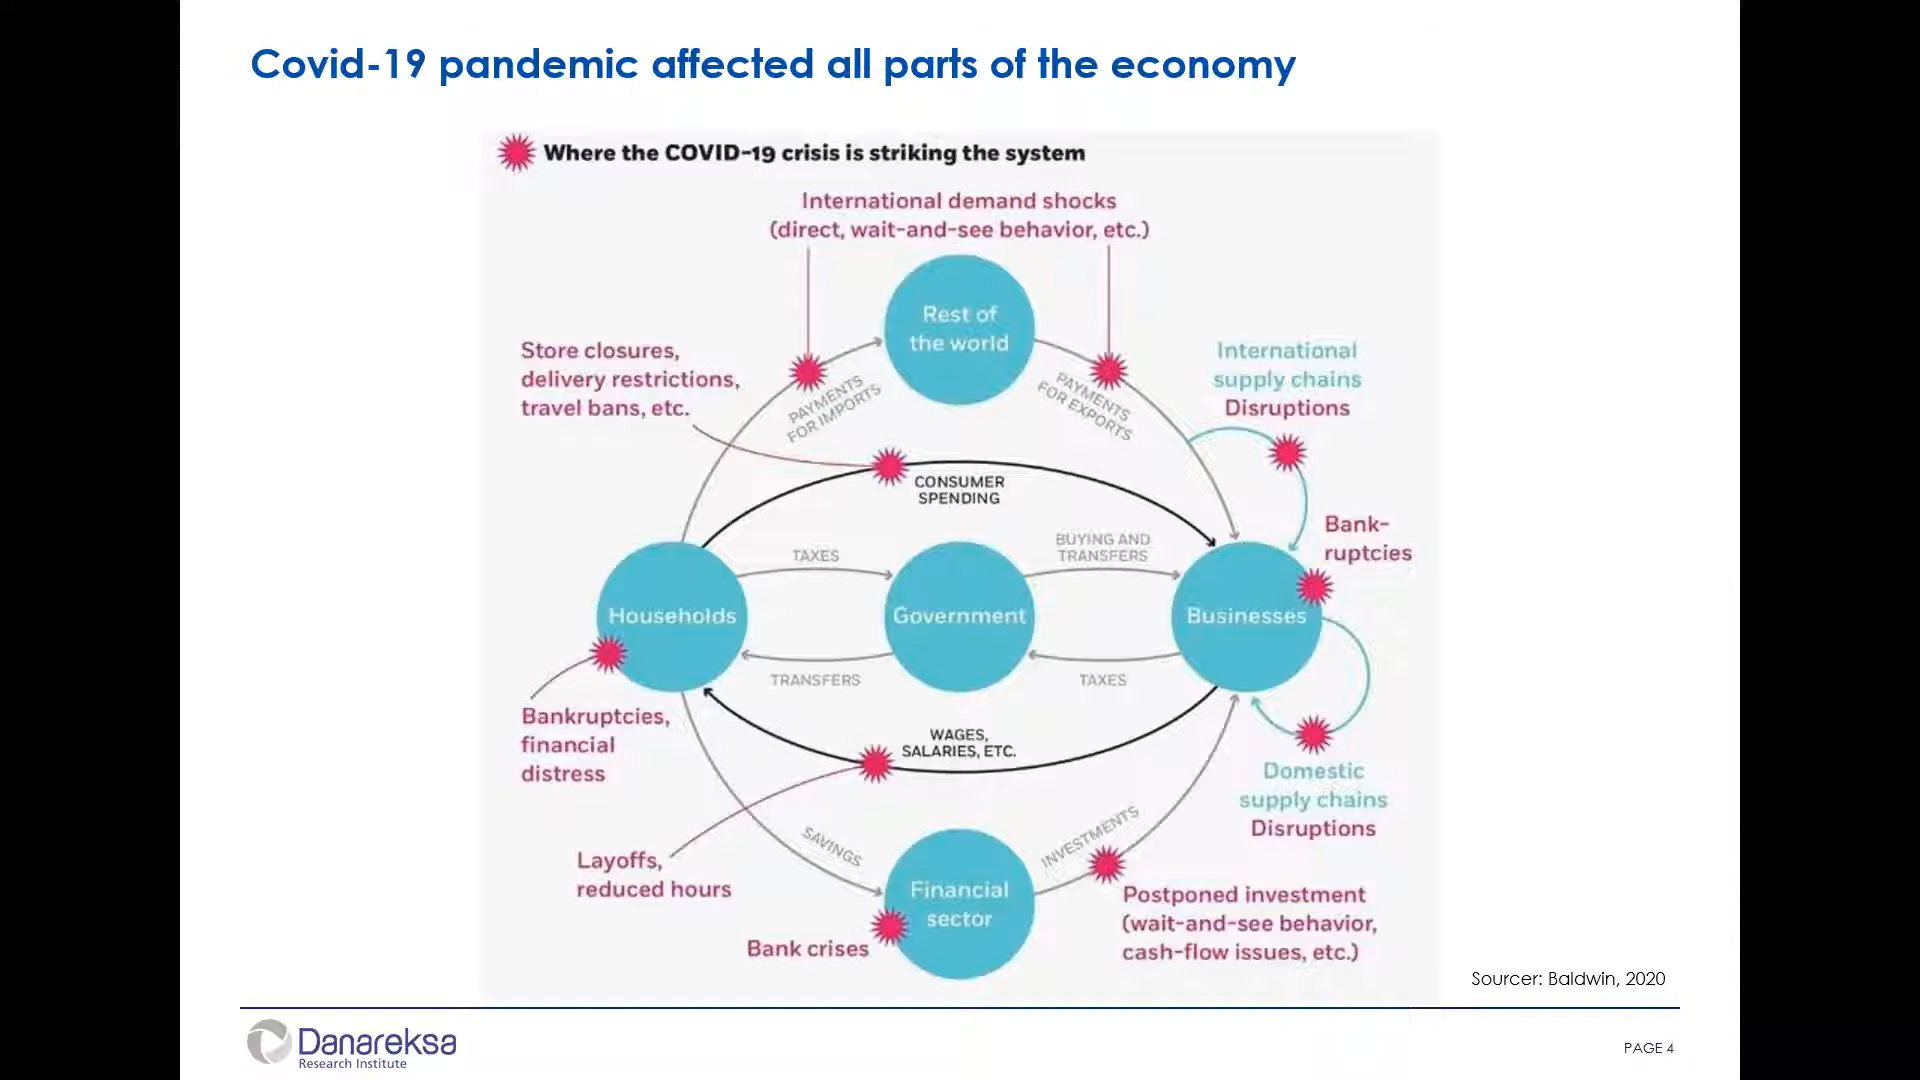 Covid-19 pandemic affected all parts of the economy
Where the COVID-19 crisis is striking the system
International demand shocks
(direct, wait-and-see behavior, etc.)
Rest of
the world
Store closures,
delivery restrictions,
travel bans, etc.
PAYMENTS
FOR IMPORTS
PAYMENTS
FOR EXPORTS
International
supply chains
Disruptions
CONSUMER
SPENDING
Bank-
ruptcies
TAXES
BUYING AND
TRANSFERS
Households
Government
Businesses
TRANSFERS
TAXES
Bankruptcies,
financial
distress
WAGES,
SALARIES, ETC.
Domestic
supply chains
Disruptions
SAVINGS
INVESTMENTS
Layoffs,
reduced hours
Financial
sector
Bank crises
Postponed investment
(wait-and-see behavior,
cash-flow issues, etc.)
Sourcer: Baldwin, 2020
Danareksa
Research Institute
PAGE 4